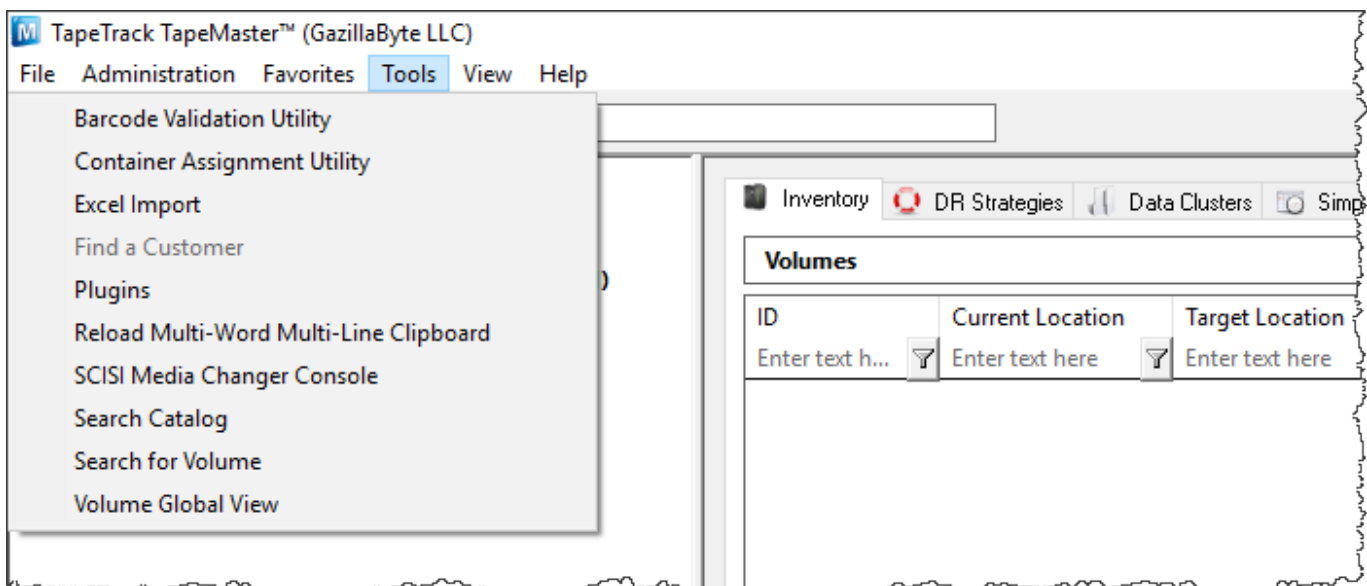 TapeTrack TapeMaster™ (GazillaByte LLC)
File Administration Favorites Tools View Help
Barcode Validation Utility
Container Assignment Utility
Excel Import
Find a Customer
Plugins
Reload Multi-Word Multi-Line Clipboard
SCISI Media Changer Console
Search Catalog
Search for Volume
Volume Global View
)
Inventory DR Strategies Data Clusters
Volumes
ID Current Location Target Location
Enter text h... Enter text here Enter text here